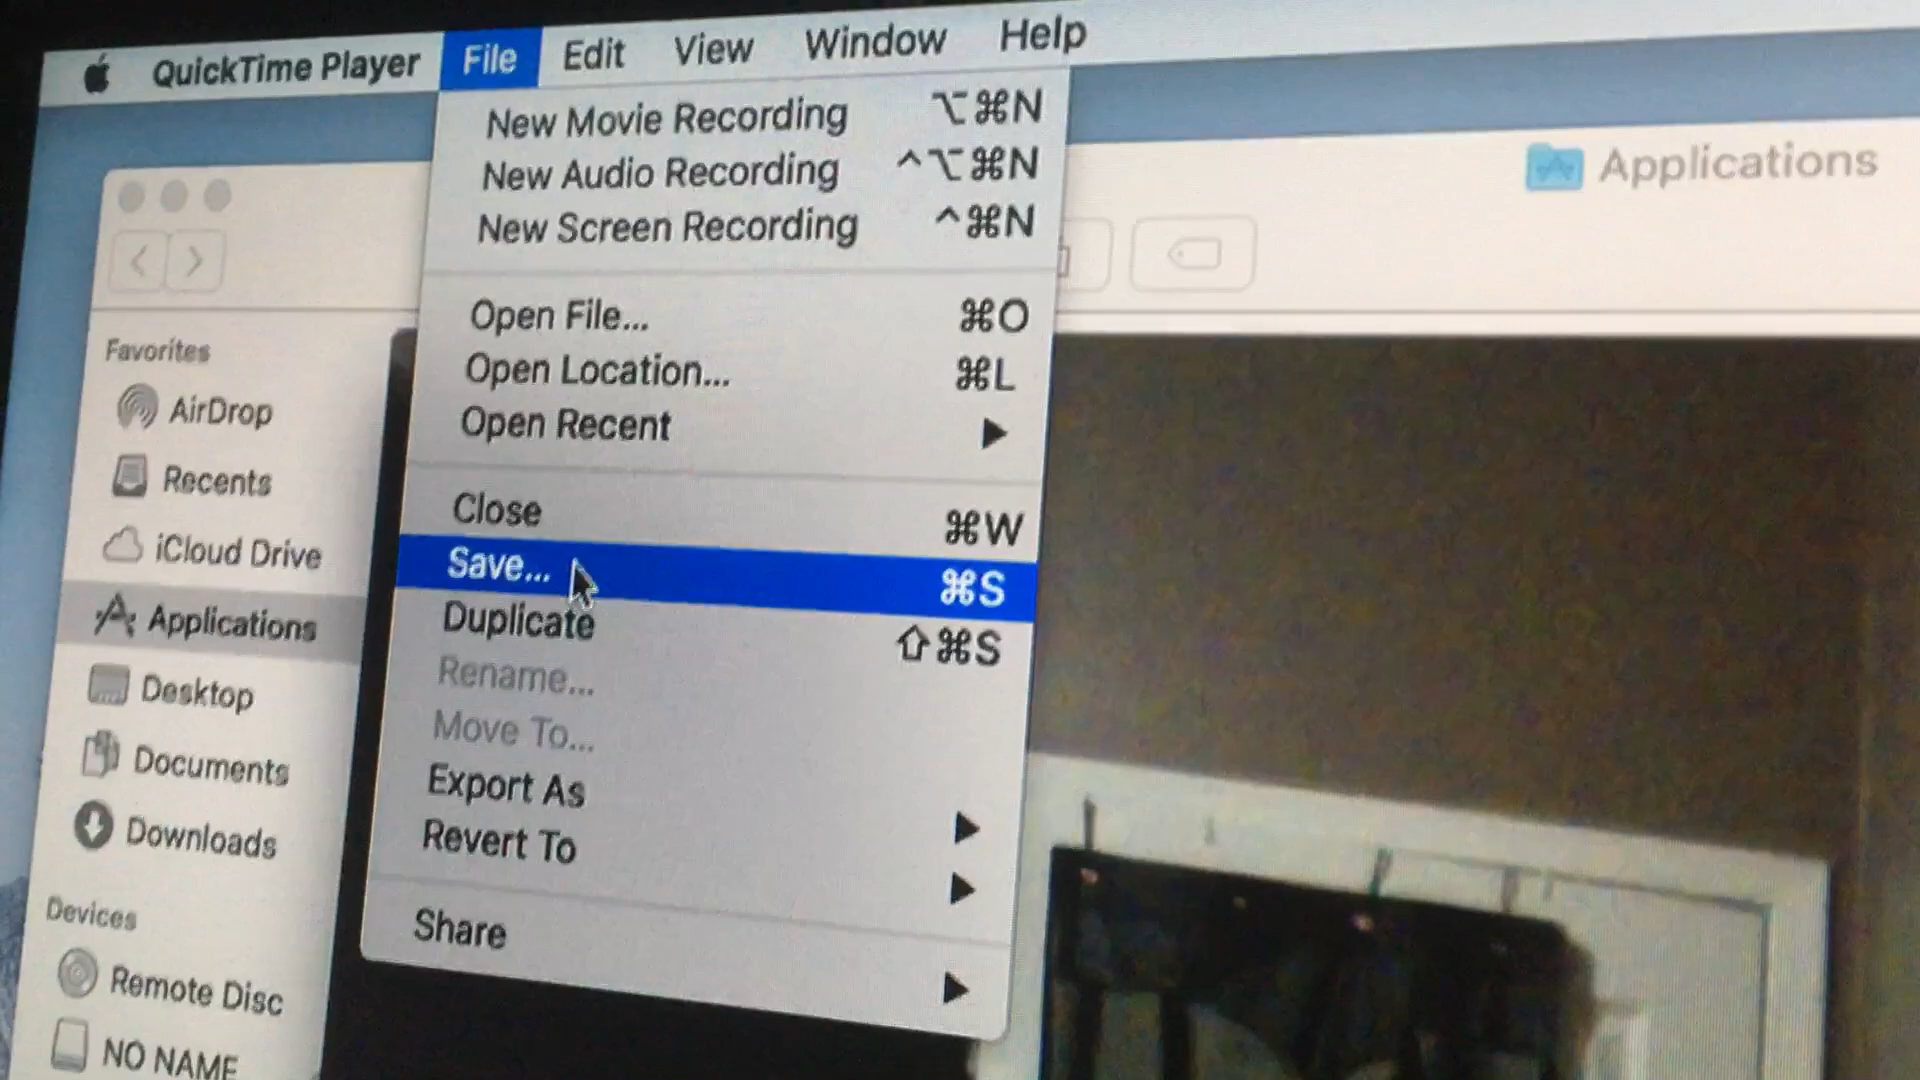 QuickTime Player File Edit View Window Help
New Movie Recording ⌥⌘N
New Audio Recording ^⌥⌘N
New Screen Recording ^⌘N
Open File... ⌘O
Open Location... ⌘L
Open Recent ▶
Close ⌘W
Save... ⌘S
Duplicate ⇧⌘S
Rename...
Move To...
Export As ▶
Revert To ▶
Share ▶
Applications
Favorites
AirDrop
Recents
iCloud Drive
Applications
Desktop
Documents
Downloads
Devices
Remote Disc
NO NAME